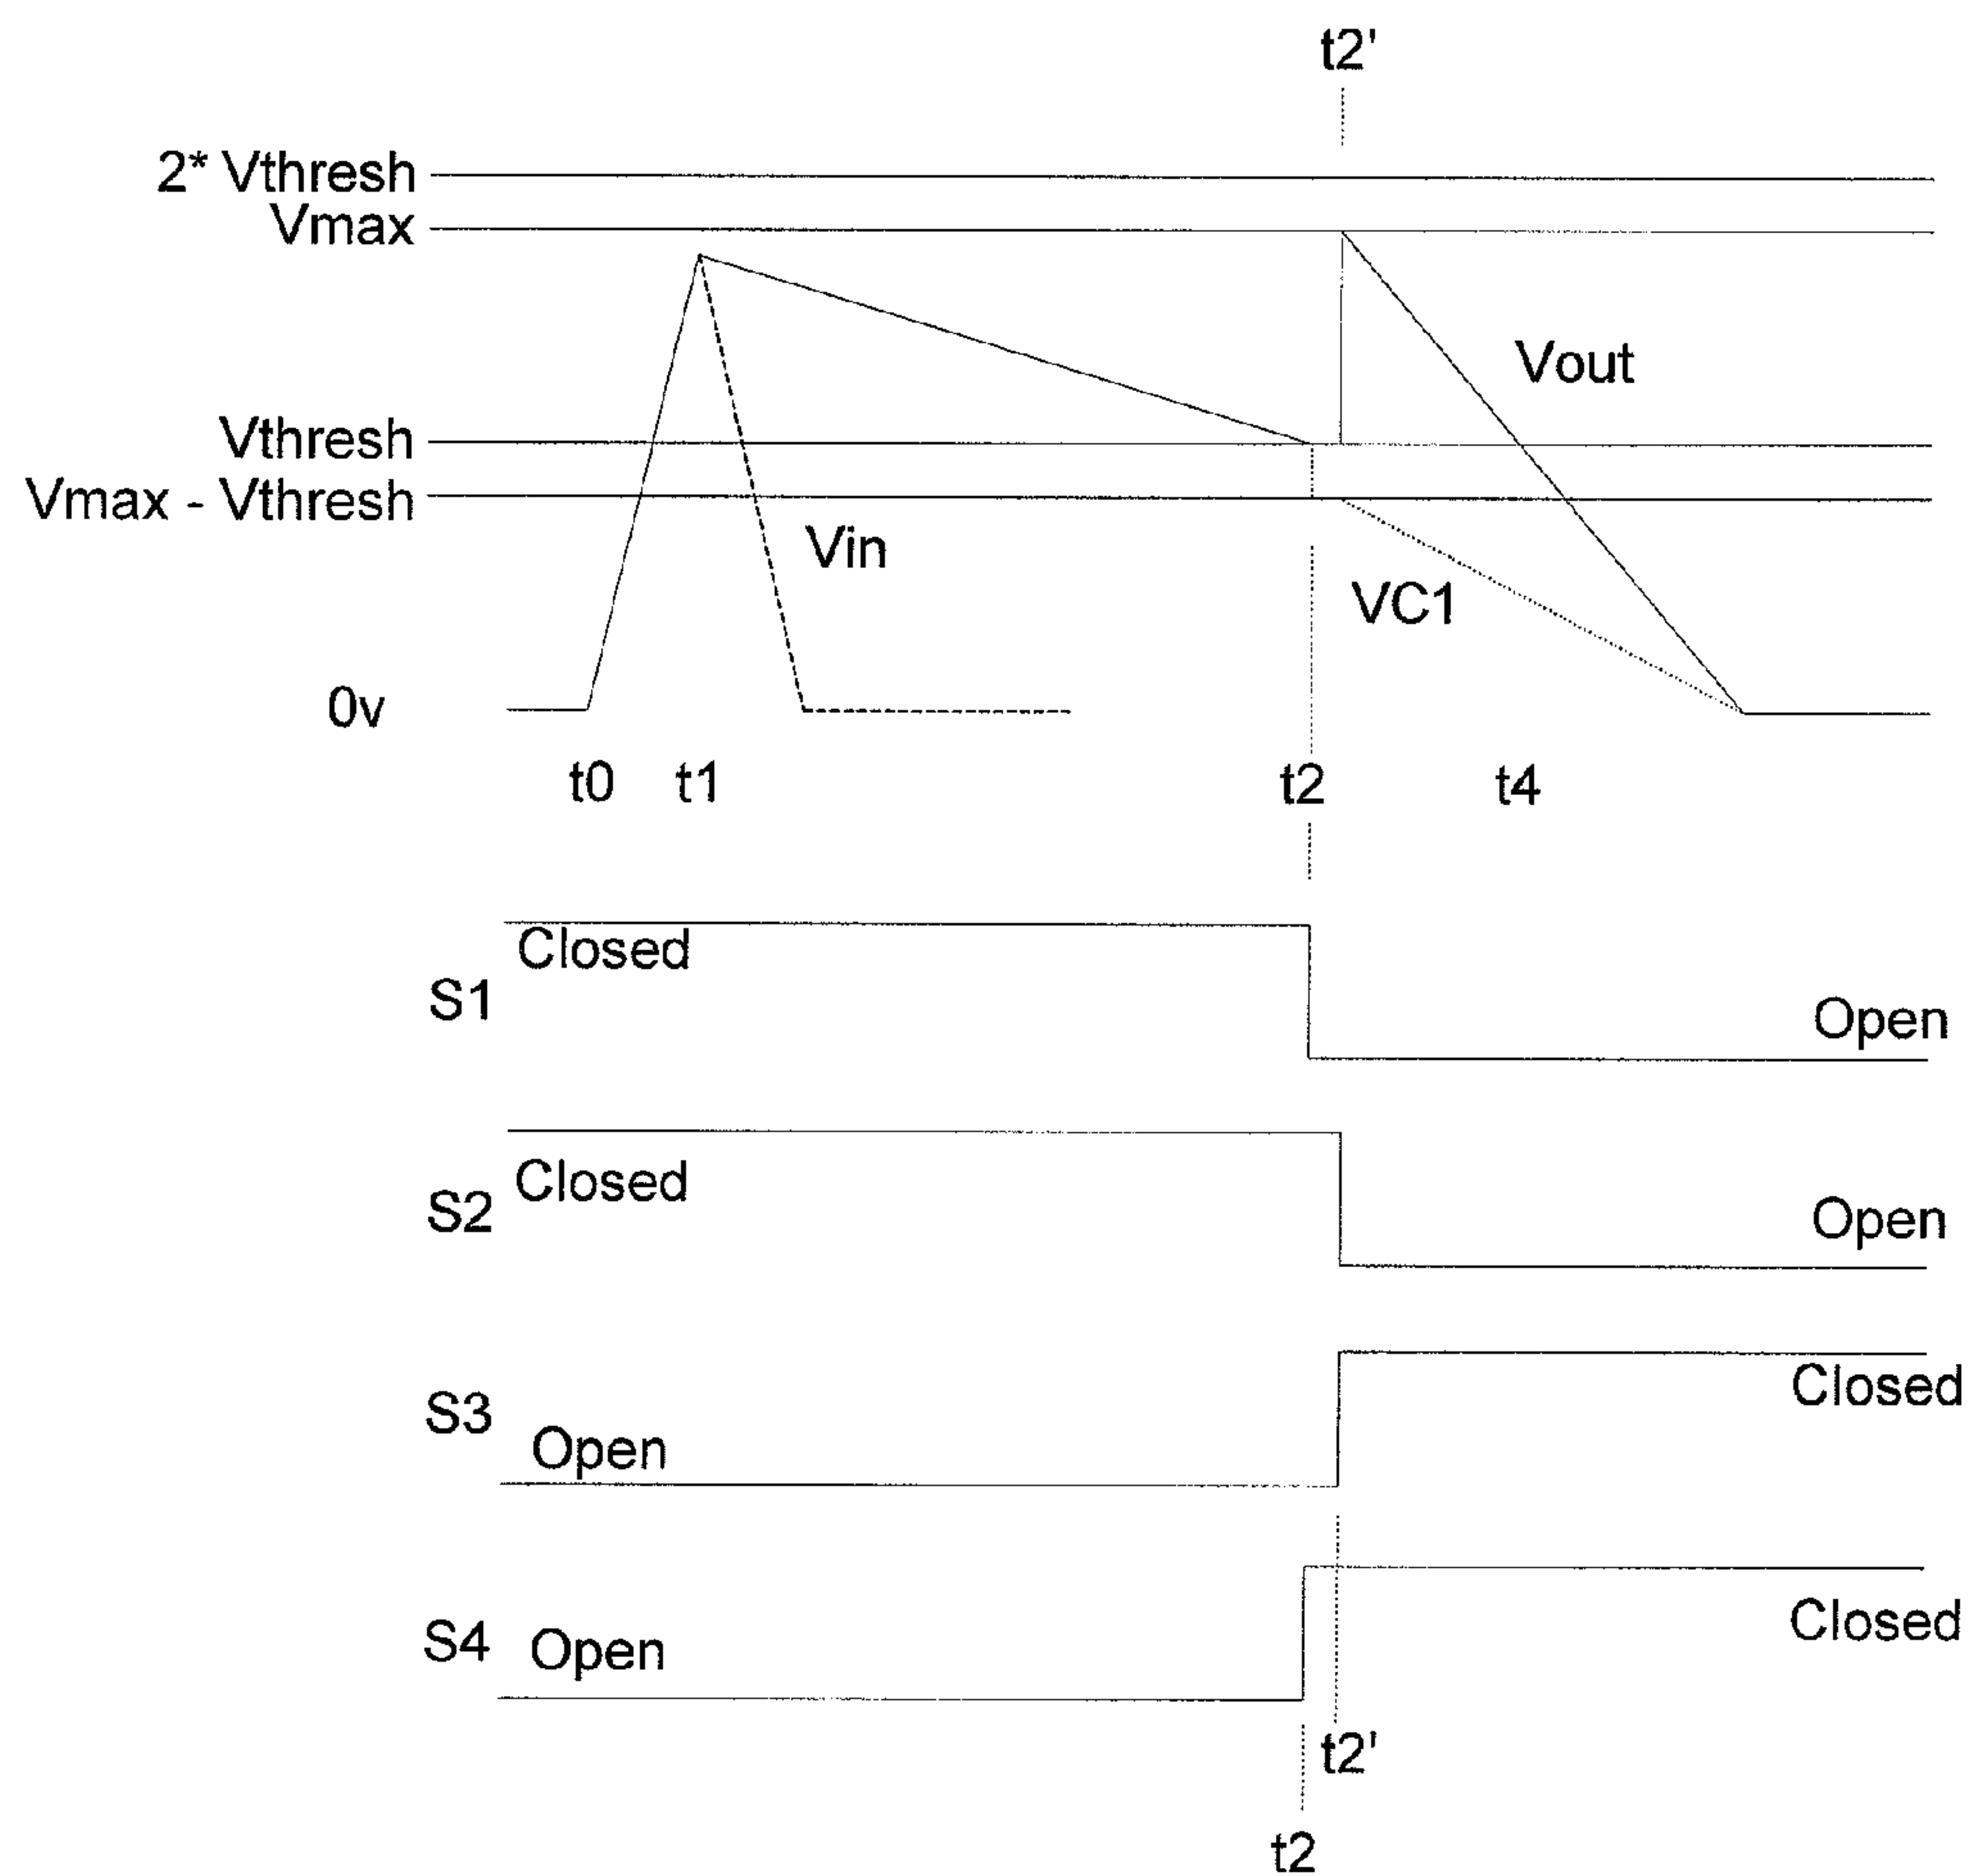 t2'
2* Vthresh
Vmax
Vout
Vthresh
Vmax - Vthresh
Vin
VC1
0v
t0 t1 t2 t4
Closed
S1
Open
Closed
S2
Open
Closed
S3
Open
Closed
S4 Open
t2'
t2